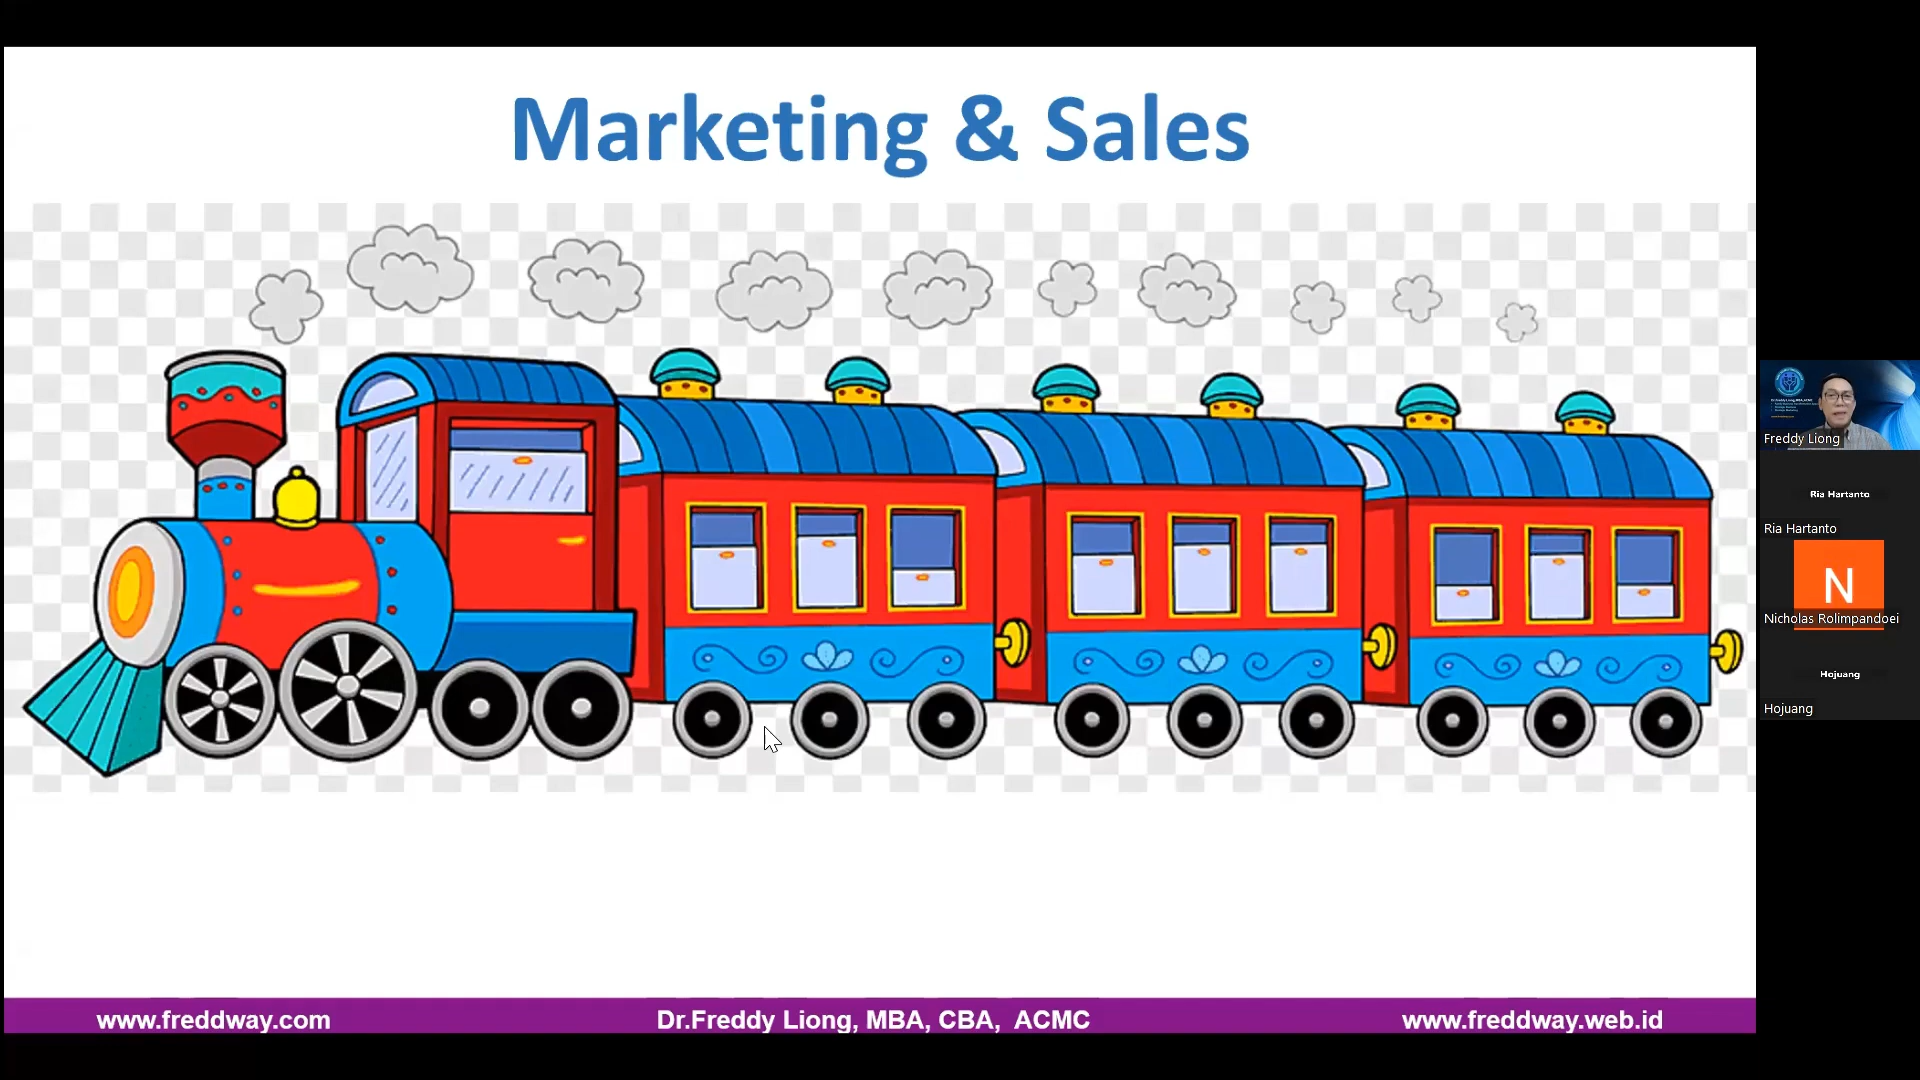 Marketing & Sales
www.freddway.com
Dr.Freddy Liong, MBA, CBA, ACMC
www.freddway.web.id
Freddy Liong
Ria Hartanto
Ria Hartanto
N
Nicholas Rolimpandoei
Hojuang
Hojuang